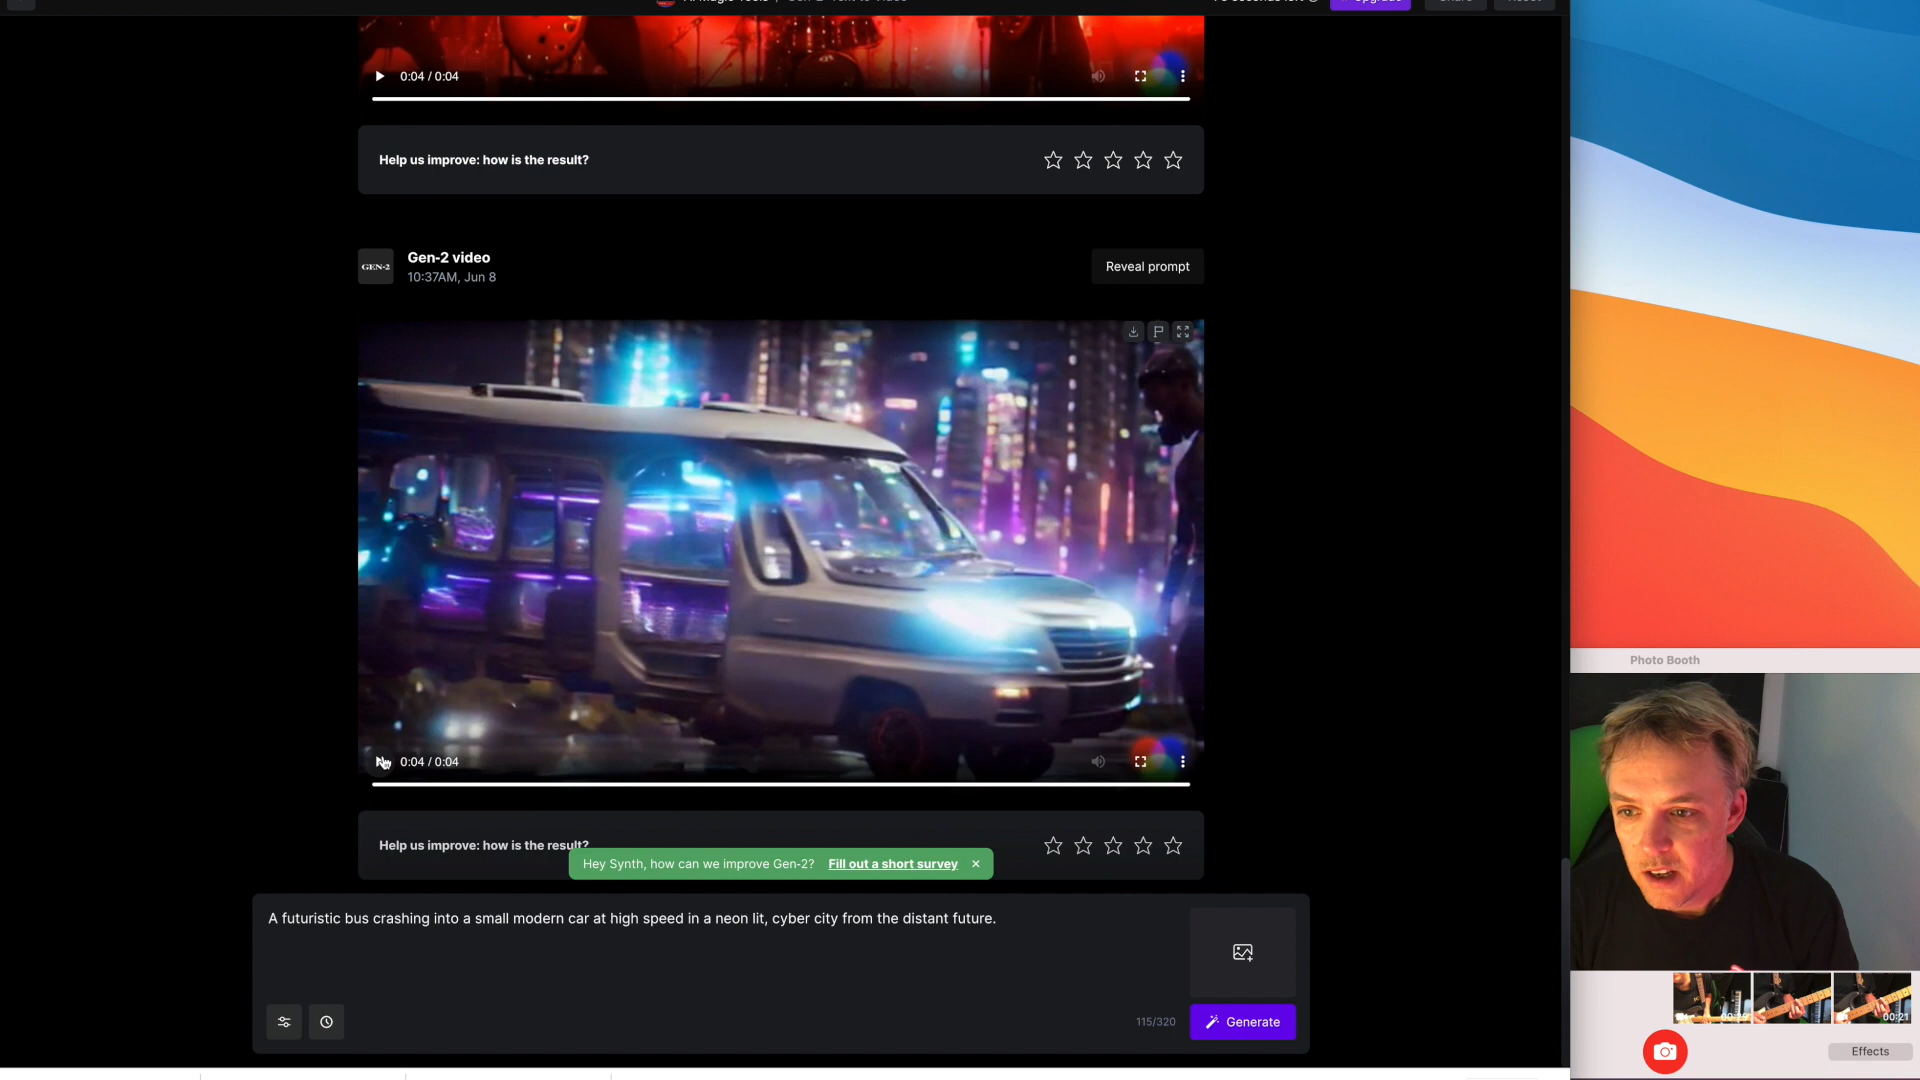 0:04 / 0:04
Help us improve: how is the result?
GEN-2
Gen-2 video
10:37AM, Jun 8
Reveal prompt
0:04 / 0:04
Help us improve: how is the result?
Hey Synth, how can we improve Gen-2? Fill out a short survey
A futuristic bus crashing into a small modern car at high speed in a neon lit, cyber city from the distant future.
115/320
Generate
Photo Booth
00:21
Effects